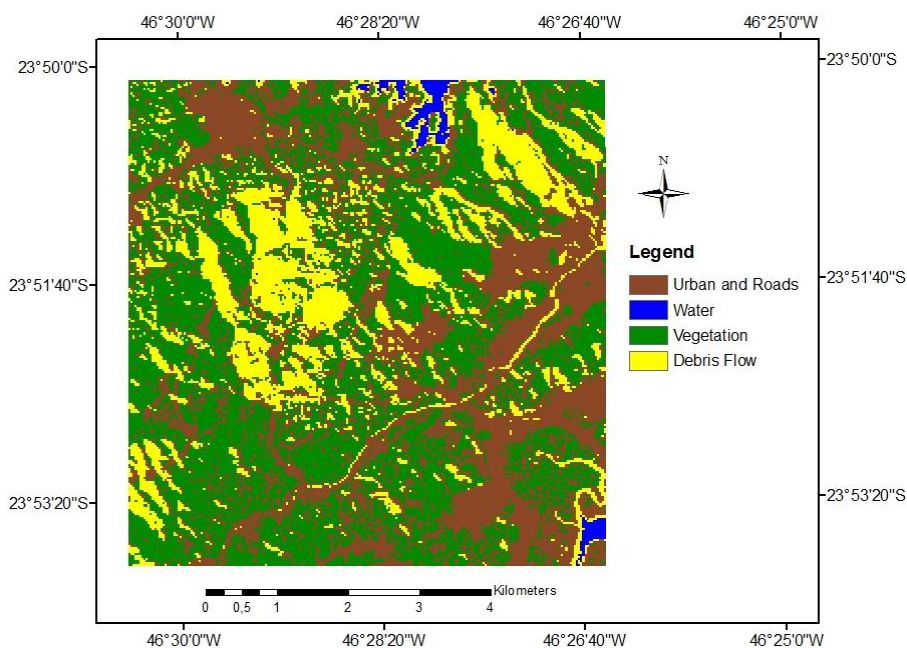 46°30'0"W 46°28'20"W 46°26'40"W 46°25'0"W
23°50'0"S 23°50'0"S
N
Legend
23°51'40"S 23°51'40"S
Urban and Roads
Water
Vegetation
Debris Flow
23°53'20"S 23°53'20"S
Kilometers
0 0,5 1 2 3 4
46°30'0"W 46°28'20"W 46°26'40"W 46°25'0"W